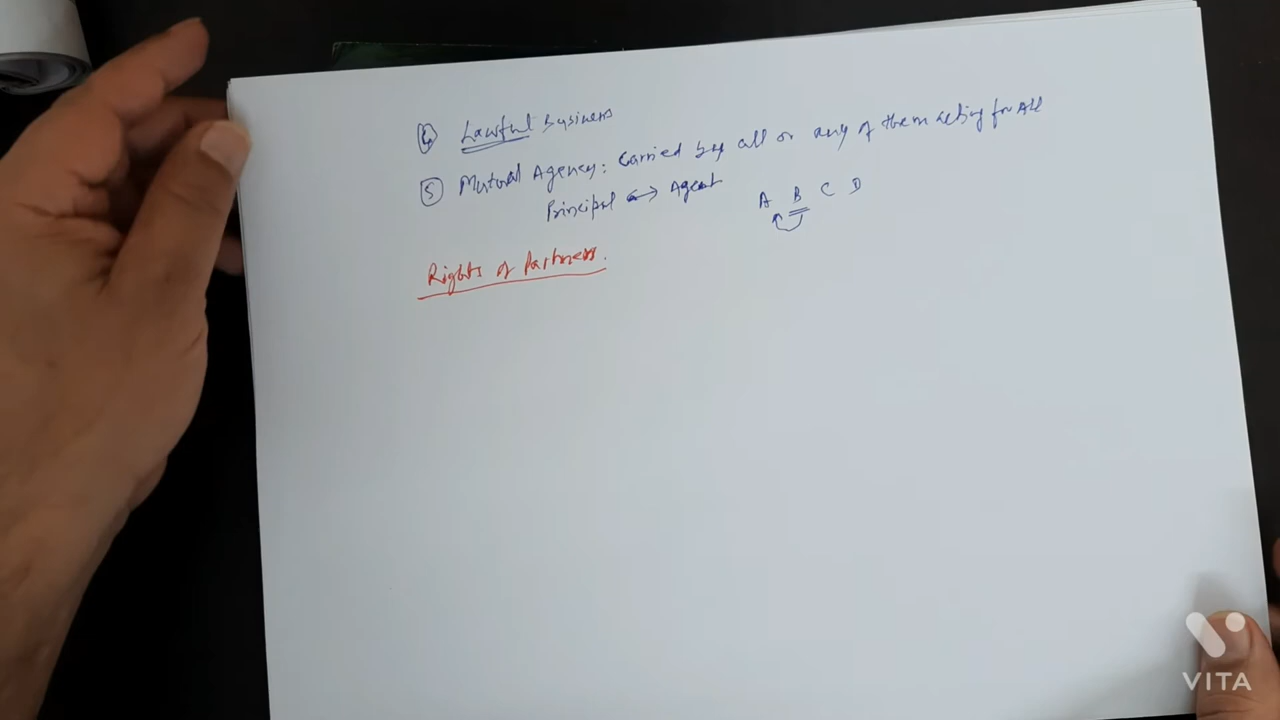 ④ Lawful Business
⑤ Mutual Agency: Carried by all or any of them acting for All
Principal ↔ Agent A B C D
Rights of Partners.
VITA